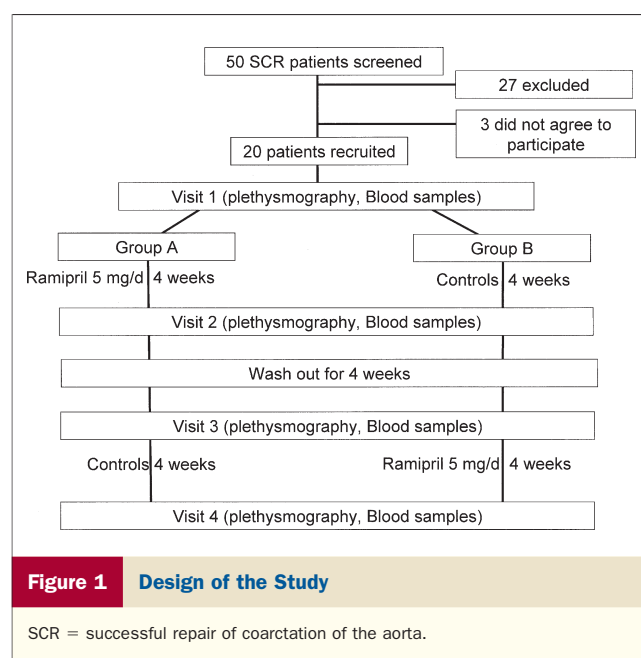 50 SCR patients screened
27 excluded
3 did not agree to
participate
20 patients recruited
Visit 1 (plethysmography, Blood samples)
Group A
Group B
Ramipril 5 mg/d 4 weeks
Controls 4 weeks
Visit 2 (plethysmography, Blood samples)
Wash out for 4 weeks
Visit 3 (plethysmography, Blood samples)
Controls 4 weeks
Ramipril 5 mg/d 4 weeks
Visit 4 (plethysmography, Blood samples)
Figure 1 Design of the Study
SCR = successful repair of coarctation of the aorta.